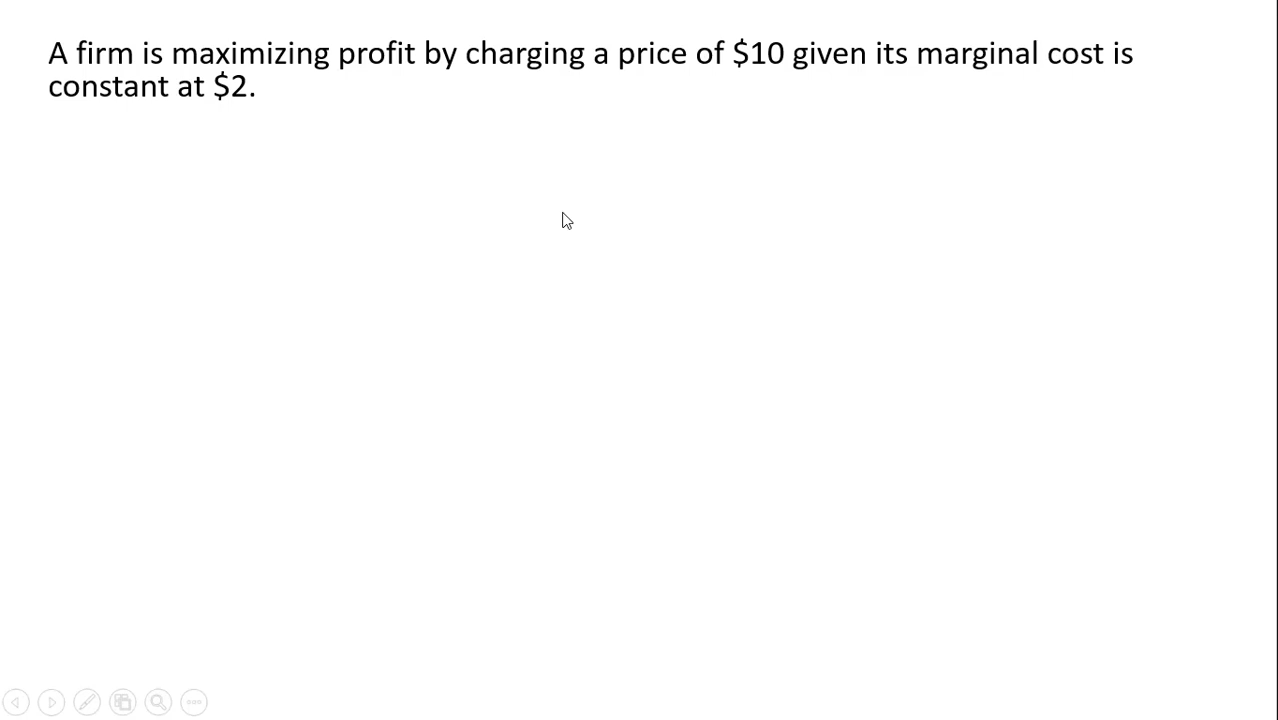 A firm is maximizing profit by charging a price of $10 given its marginal cost is
constant at $2.